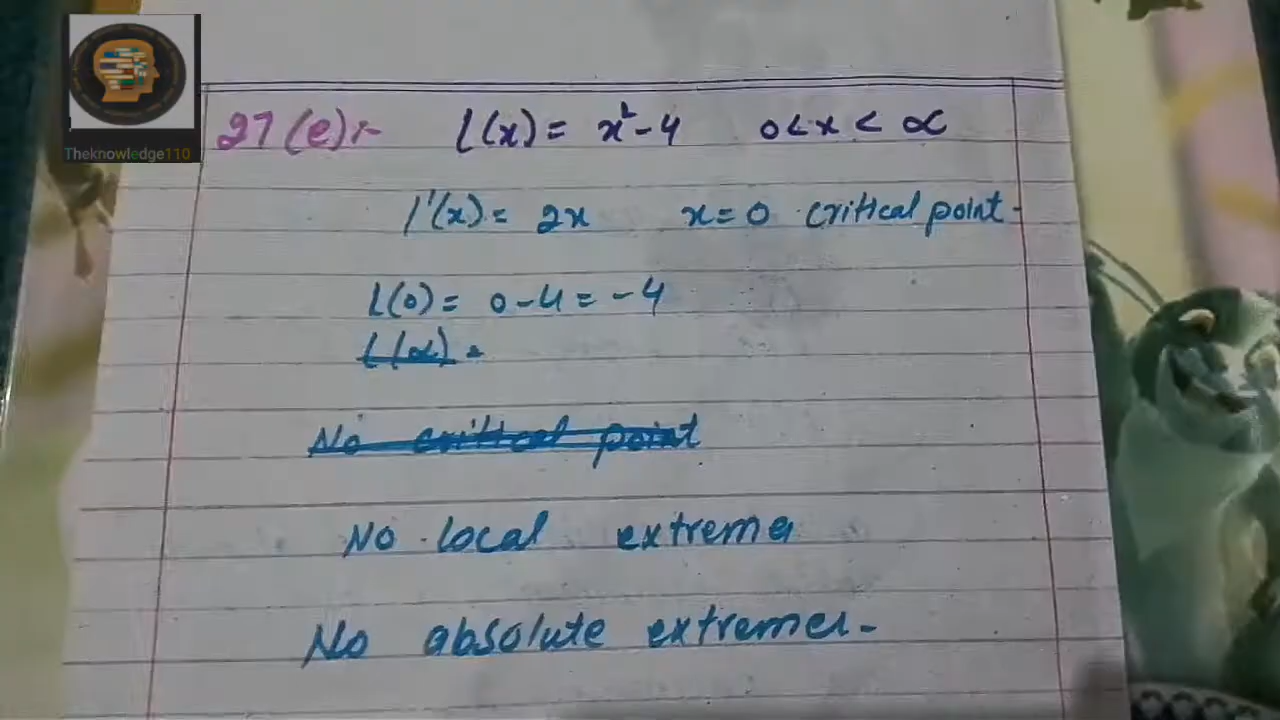 Theknowledge110
27 (e):- l(x) = x²-4 0<x<∝
l'(x) = 2x x=0 critical point.
l(0) = 0-4 = -4
l(∝) =
No critical point
No local extrema
No absolute extrema.